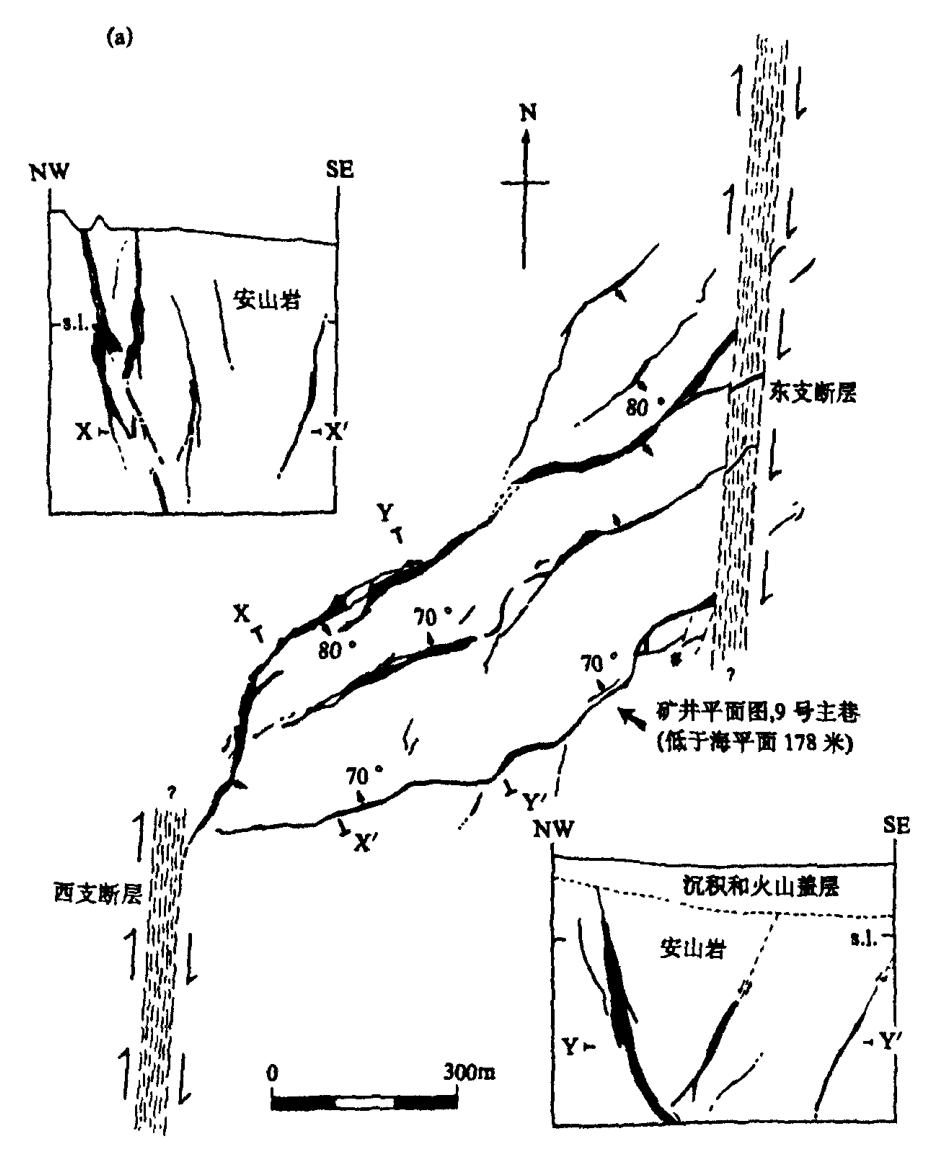 (a)
N
NW
SE
安山岩
s.l.
X
X′
80°
东支断层
Y
X
80°
70°
70°
?
矿井平面图,9号主巷
(低于海平面178米)
70°
?
Y′
X′
西支断层
NW
SE
沉积和火山盖层
安山岩
s.l.
Y
Y′
0
300m